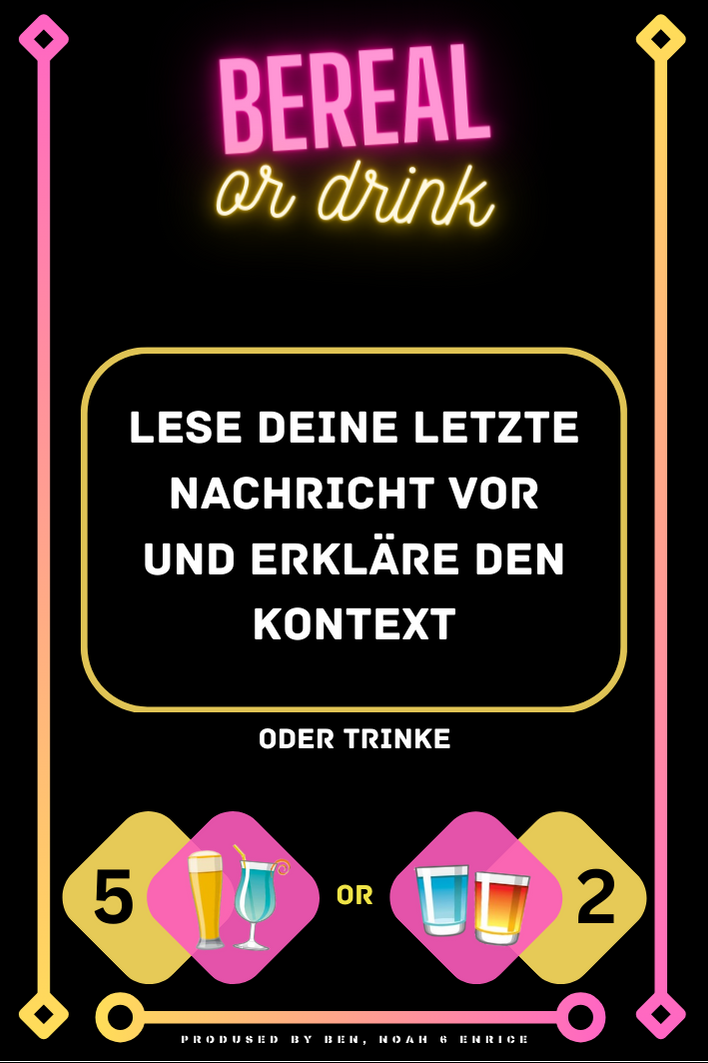 BEREAL
or drink
LESE DEINE LETZTE
NACHRICHT VOR
UND ERKLÄRE DEN
KONTEXT
ODER TRINKE
5 OR 2
PRODUSED BY BEN, NOAH & ENRICE